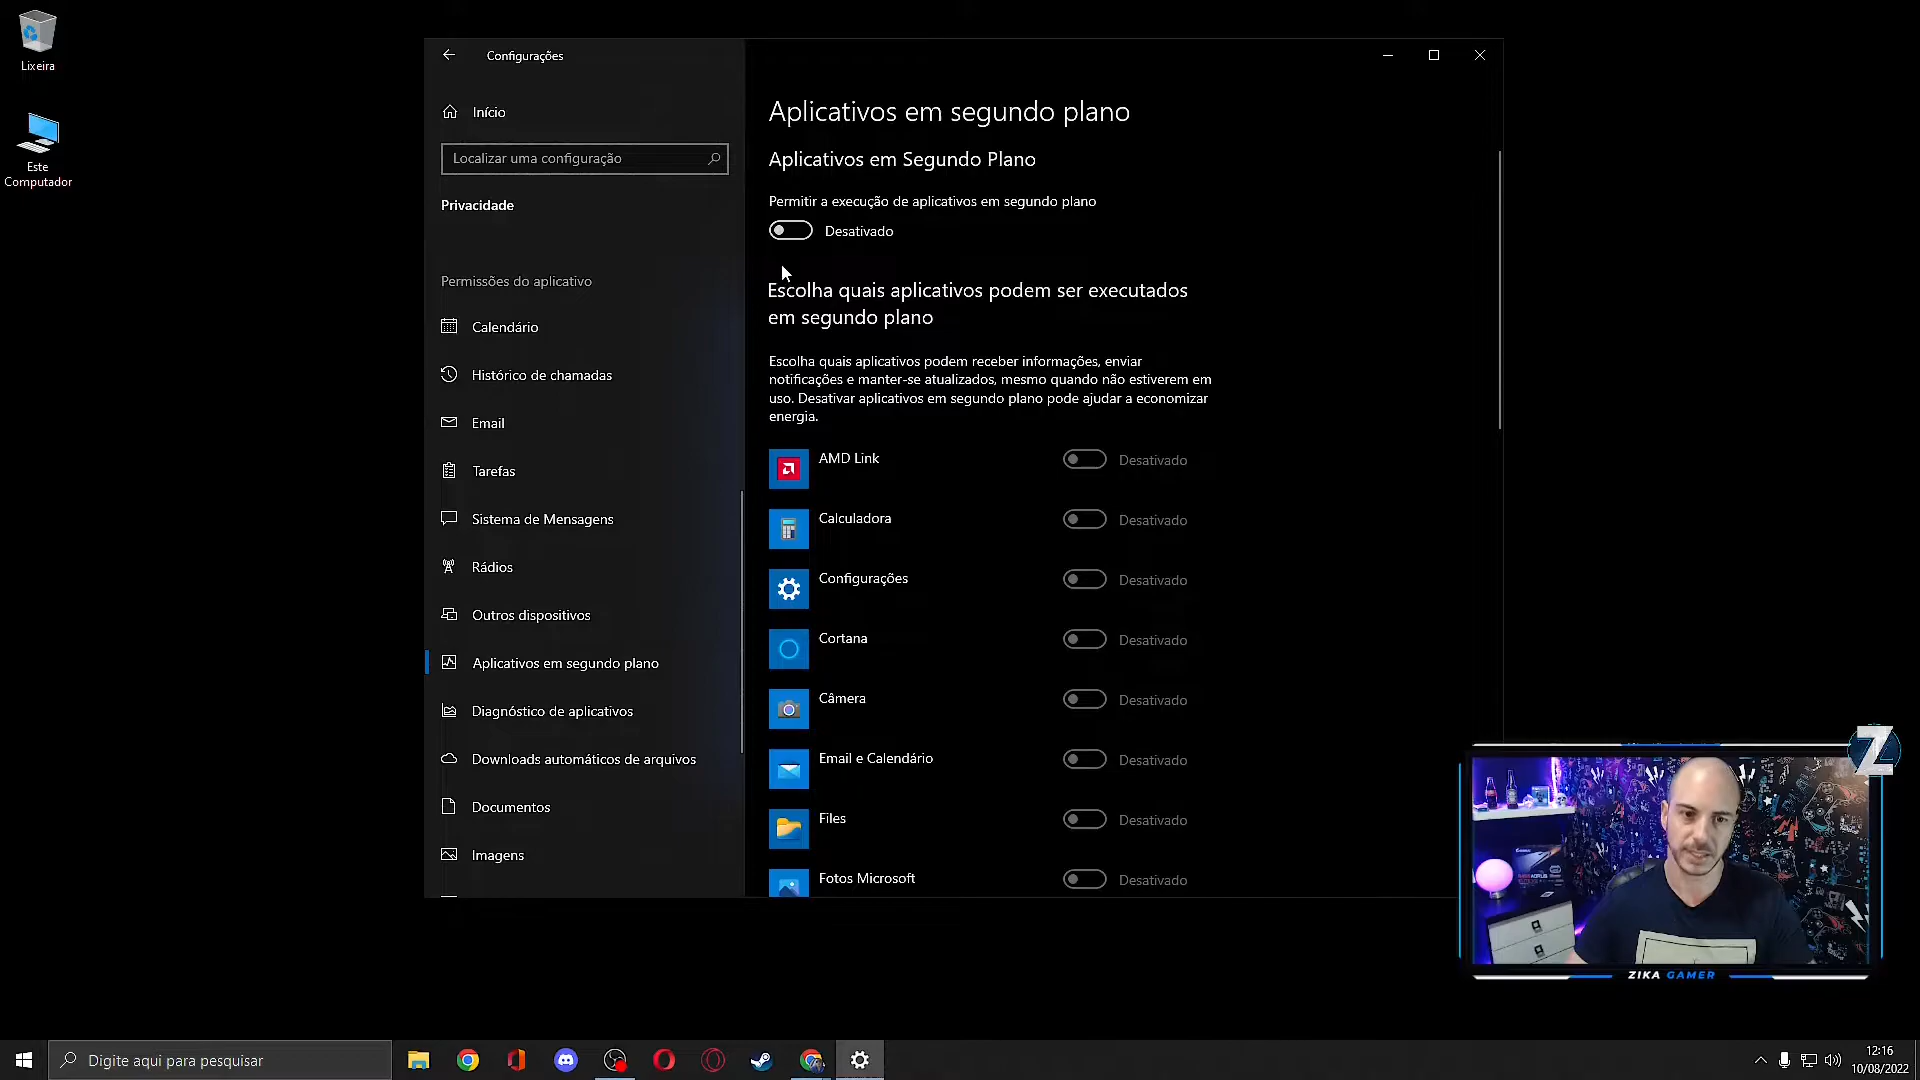 Lixeira
Este
Computador
Configurações
Início
Localizar uma configuração
Privacidade
Permissões do aplicativo
Calendário
Histórico de chamadas
Email
Tarefas
Sistema de Mensagens
Rádios
Outros dispositivos
Aplicativos em segundo plano
Diagnóstico de aplicativos
Downloads automáticos de arquivos
Documentos
Imagens
Aplicativos em segundo plano
Aplicativos em Segundo Plano
Permitir a execução de aplicativos em segundo plano
Desativado
Escolha quais aplicativos podem ser executados
em segundo plano
Escolha quais aplicativos podem receber informações, enviar
notificações e manter-se atualizados, mesmo quando não estiverem em
uso. Desativar aplicativos em segundo plano pode ajudar a economizar
energia.
AMD Link Desativado
Calculadora Desativado
Configurações Desativado
Cortana Desativado
Câmera Desativado
Email e Calendário Desativado
Files Desativado
Fotos Microsoft Desativado
Z
ZIKA GAMER
Digite aqui para pesquisar
12:16
10/08/2022